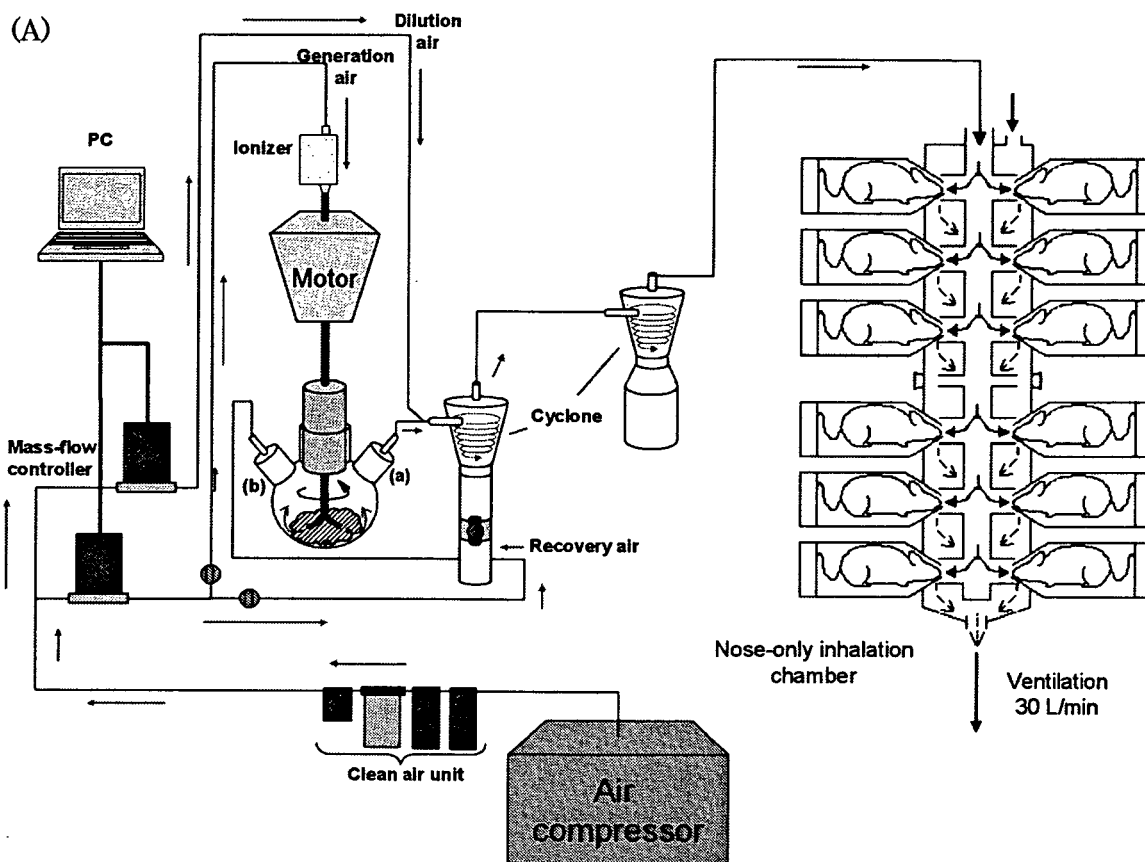 (A)
Dilution
air
Generation
air
PC
Ionizer
Motor
Cyclone
Mass-flow
controller
(b)
(a)
Recovery air
Nose-only inhalation
chamber
Ventilation
30 L/min
Clean air unit
Air
compressor